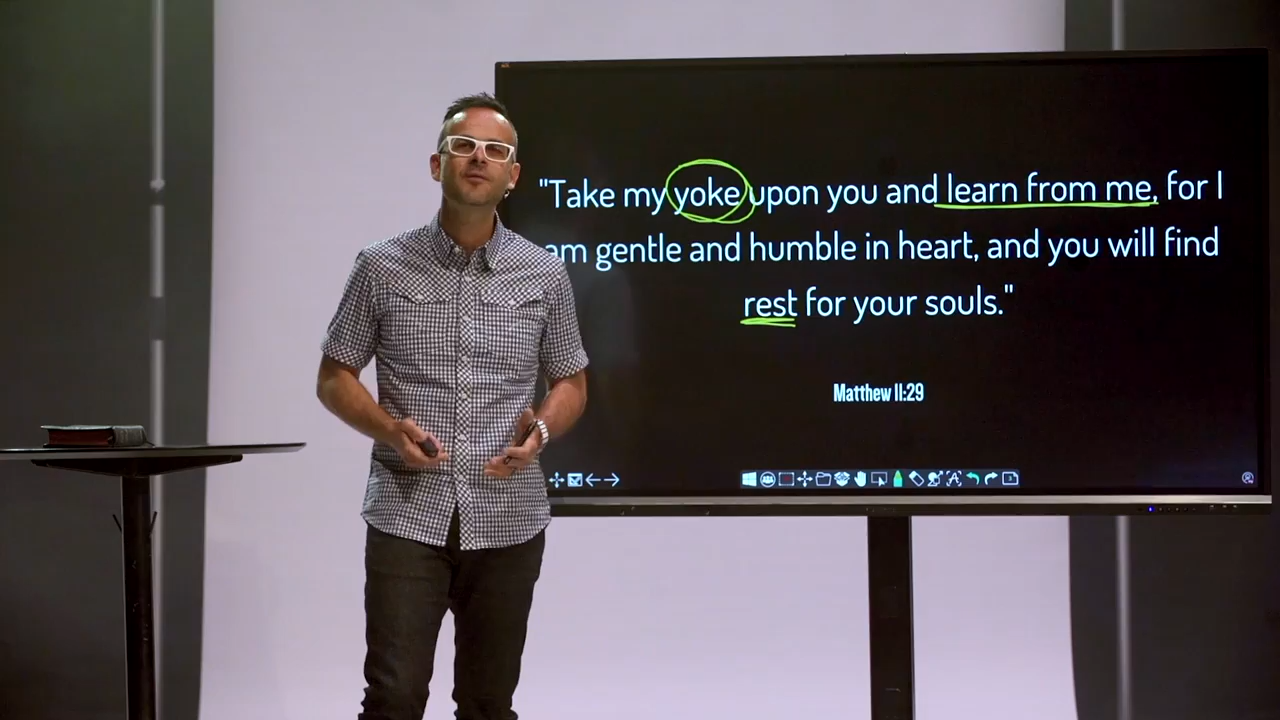 "Take my yoke upon you and learn from me, for I
am gentle and humble in heart, and you will find
rest for your souls."
Matthew 11:29